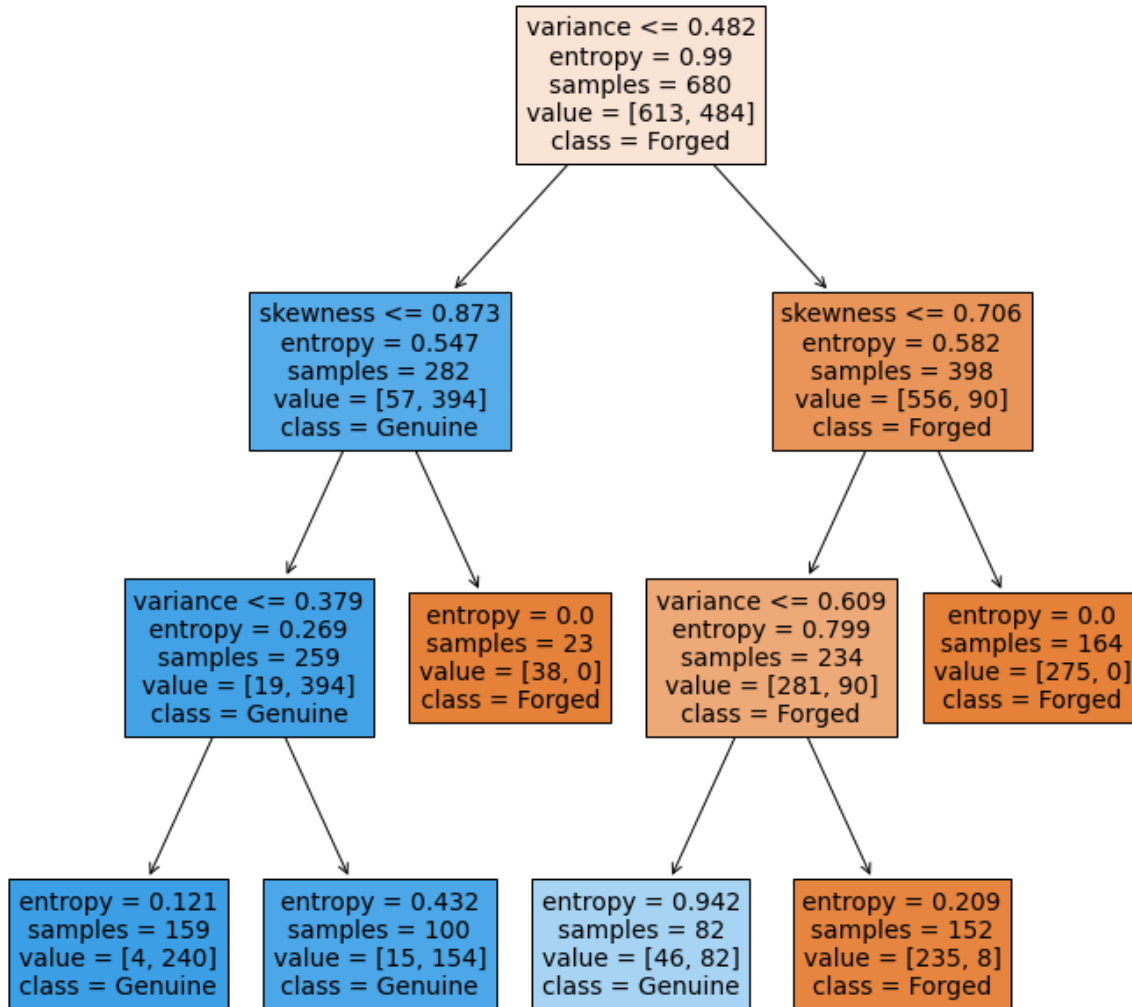 variance <= 0.482
entropy = 0.99
samples = 680
value = [613, 484]
class = Forged
skewness <= 0.873
entropy = 0.547
samples = 282
value = [57, 394]
class = Genuine
skewness <= 0.706
entropy = 0.582
samples = 398
value = [556, 90]
class = Forged
variance <= 0.379
entropy = 0.269
samples = 259
value = [19, 394]
class = Genuine
entropy = 0.0
samples = 23
value = [38, 0]
class = Forged
variance <= 0.609
entropy = 0.799
samples = 234
value = [281, 90]
class = Forged
entropy = 0.0
samples = 164
value = [275, 0]
class = Forged
entropy = 0.121
samples = 159
value = [4, 240]
class = Genuine
entropy = 0.432
samples = 100
value = [15, 154]
class = Genuine
entropy = 0.942
samples = 82
value = [46, 82]
class = Genuine
entropy = 0.209
samples = 152
value = [235, 8]
class = Forged